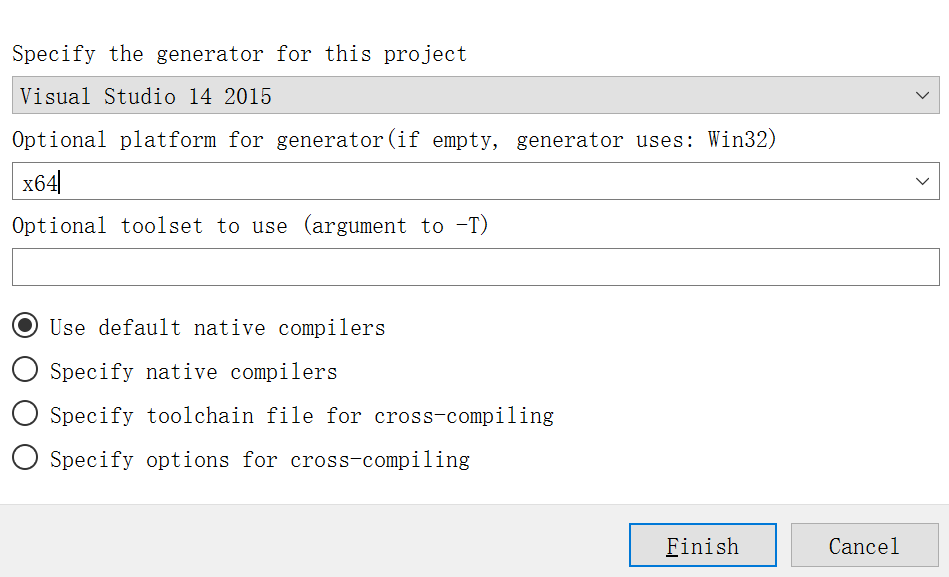 Specify the generator for this project
Visual Studio 14 2015
Optional platform for generator(if empty, generator uses: Win32)
x64
Optional toolset to use (argument to -T)
Use default native compilers
Specify native compilers
Specify toolchain file for cross-compiling
Specify options for cross-compiling
Finish
Cancel